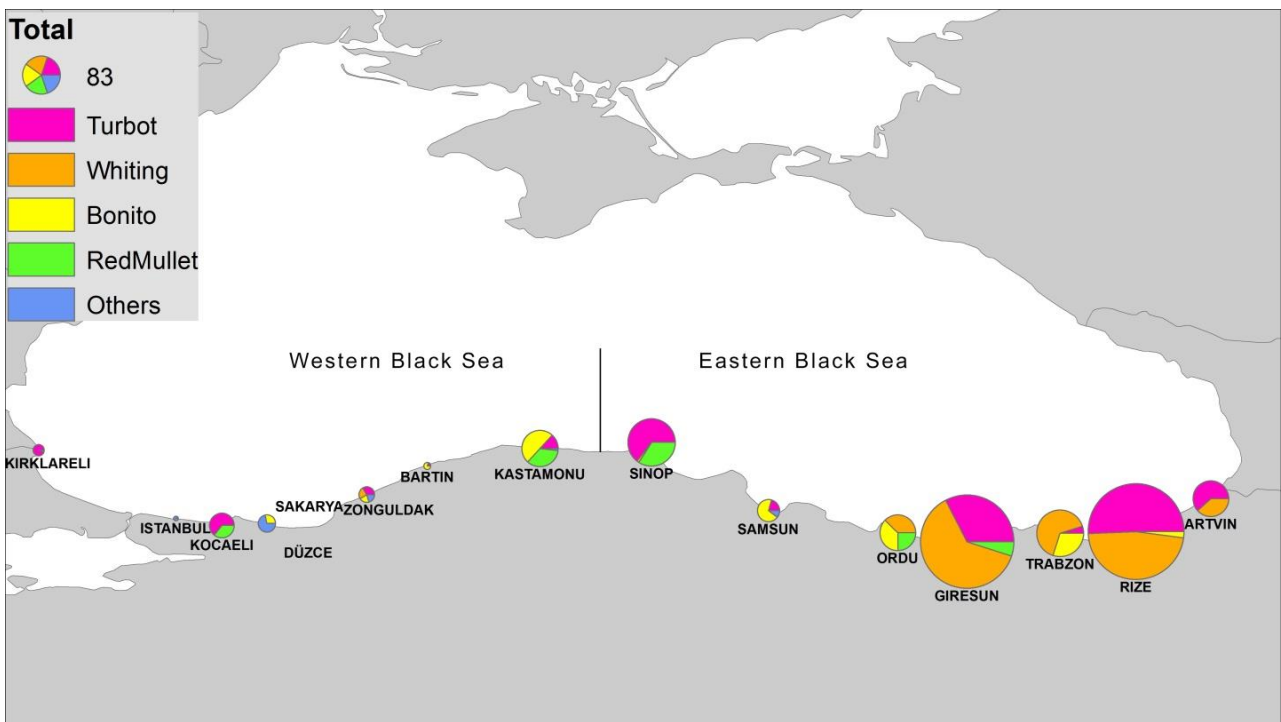 Total
83
Turbot
Whiting
Bonito
RedMullet
Others
Western Black Sea
Eastern Black Sea
KIRKLARELI
ISTANBUL
KOCAELI
SAKARYA
DÜZCE
ZONGULDAK
BARTIN
KASTAMONU
SINOP
SAMSUN
ORDU
GIRESUN
TRABZON
RIZE
ARTVIN